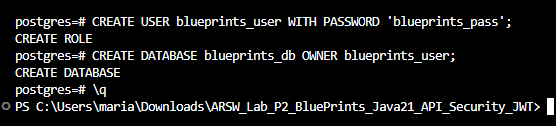 postgres=# CREATE USER blueprints_user WITH PASSWORD 'blueprints_pass';
CREATE ROLE
postgres=# CREATE DATABASE blueprints_db OWNER blueprints_user;
CREATE DATABASE
postgres=# \q
PS C:\Users\maria\Downloads\ARSW_Lab_P2_BluePrints_Java21_API_Security_JWT>